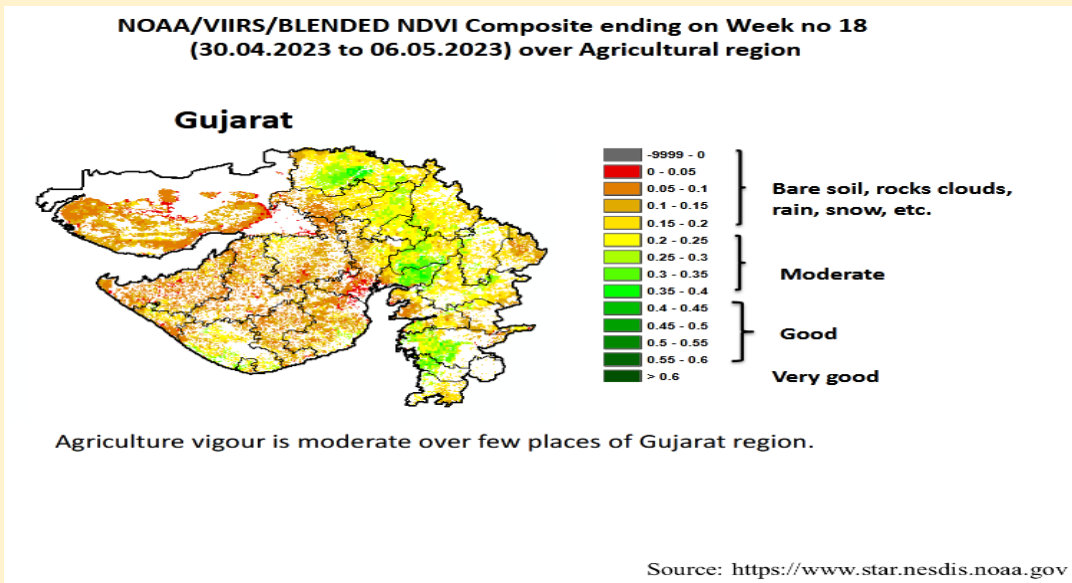 NOAA/VIIRS/BLENDED NDVI Composite ending on Week no 18
(30.04.2023 to 06.05.2023) over Agricultural region
Gujarat
-9999 - 0
0 - 0.05
0.05 - 0.1
0.1 - 0.15
0.15 - 0.2
0.2 - 0.25
0.25 - 0.3
0.3 - 0.35
0.35 - 0.4
0.4 - 0.45
0.45 - 0.5
0.5 - 0.55
0.55 - 0.6
> 0.6
Bare soil, rocks clouds,
rain, snow, etc.
Moderate
Good
Very good
Agriculture vigour is moderate over few places of Gujarat region.
Source: https://www.star.nesdis.noaa.gov